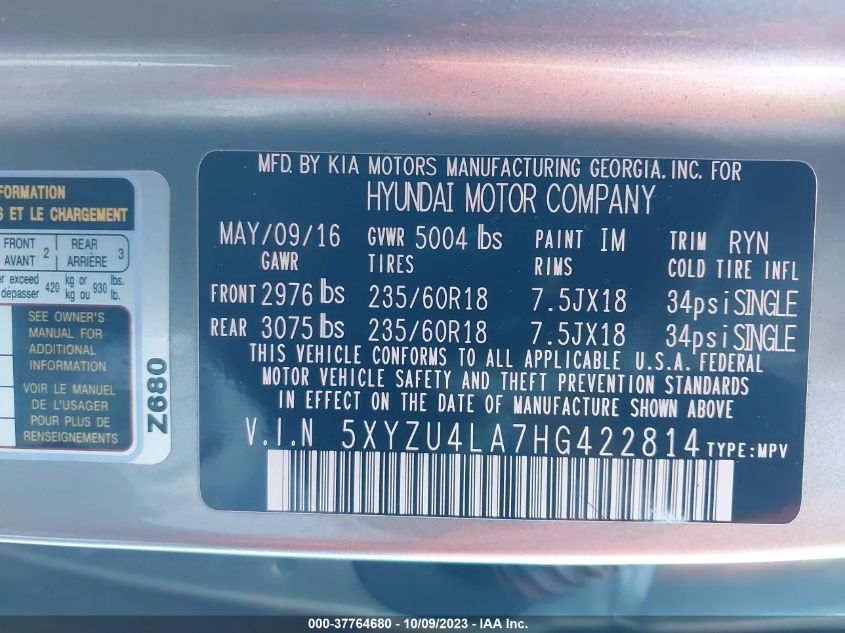 FORMATION
S ET LE CHARGEMENT
FRONT 2 REAR 3
AVANT ARRIÈRE
er exceed 420 kg or 930 lbs.
dépasser kg ou lb.
SEE OWNER'S
MANUAL FOR
ADDITIONAL
INFORMATION
VOIR LE MANUEL
DE L'USAGER
POUR PLUS DE
RENSEIGNEMENTS
Z680
MFD. BY KIA MOTORS MANUFACTURING GEORGIA, INC. FOR
HYUNDAI MOTOR COMPANY
MAY/09/16 GVWR 5004 lbs PAINT IM TRIM RYN
GAWR TIRES RIMS COLD TIRE INFL
FRONT 2976 lbs 235/60R18 7.5JX18 34psi SINGLE
REAR 3075 lbs 235/60R18 7.5JX18 34psi SINGLE
THIS VEHICLE CONFORMS TO ALL APPLICABLE U.S.A. FEDERAL
MOTOR VEHICLE SAFETY AND THEFT PREVENTION STANDARDS
IN EFFECT ON THE DATE OF MANUFACTURE SHOWN ABOVE
V.I.N 5XYZU4LA7HG422814 TYPE:MPV
000-37764680 - 10/09/2023 - IAA Inc.